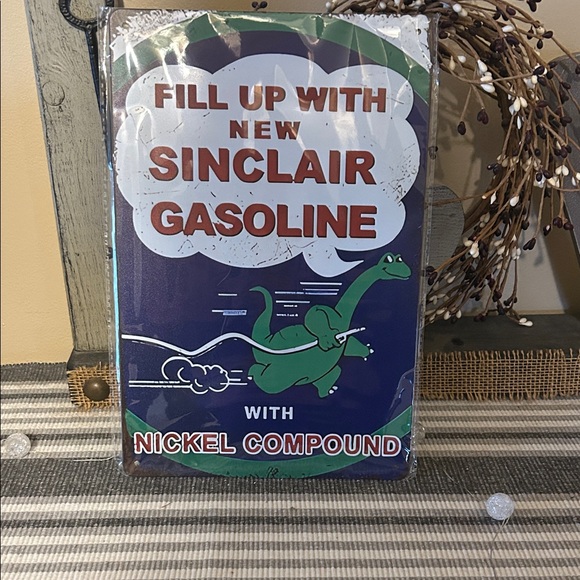 FILL UP WITH
NEW
SINCLAIR
GASOLINE
WITH
NICKEL COMPOUND